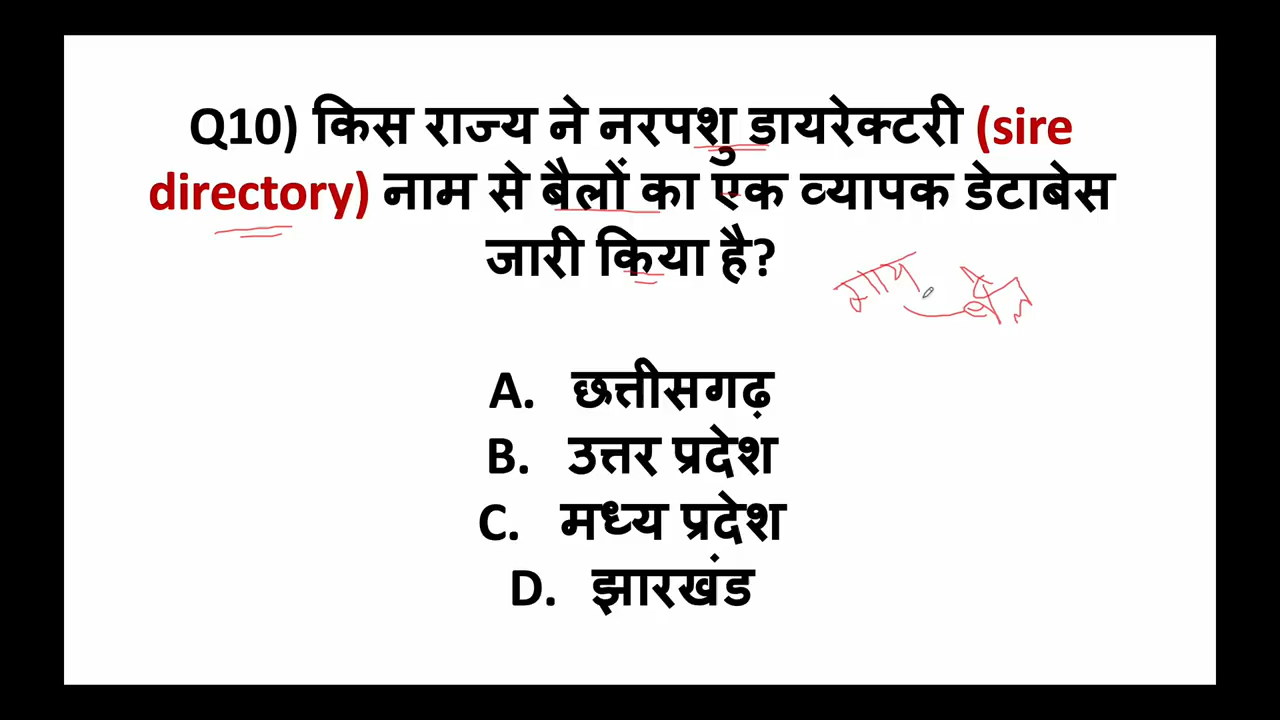 Q10) किस राज्य ने नरपशु डायरेक्टरी (sire
directory) नाम से बैलों का एक व्यापक डेटाबेस
जारी किया है?
गाय
A. छत्तीसगढ़
B. उत्तर प्रदेश
C. मध्य प्रदेश
D. झारखंड